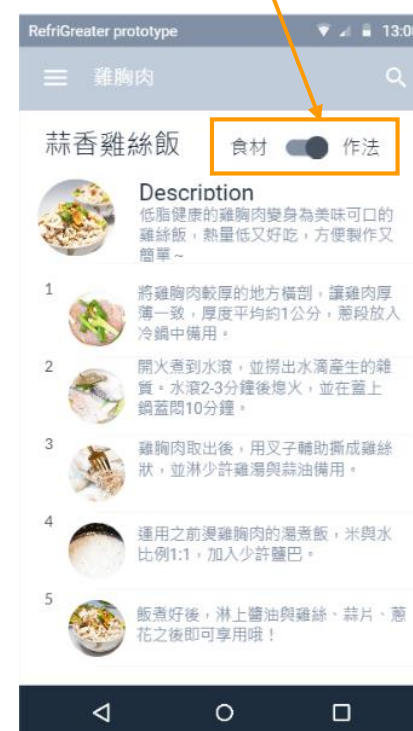 RefriGreater prototype 13:00
雞胸肉
蒜香雞絲飯 食材 作法
Description
低脂健康的雞胸肉變身為美味可口的
雞絲飯，熱量低又好吃，方便製作又
簡單~
1 將雞胸肉較厚的地方橫剖，讓雞肉厚
薄一致，厚度平均約1公分，蔥段放入
冷鍋中備用。
2 開火煮到水滾，並撈出水滴產生的雜
質。水滾2-3分鐘後熄火，並在蓋上
鍋蓋悶10分鐘。
3 雞胸肉取出後，用叉子輔助撕成雞絲
狀，並淋少許雞湯與蒜油備用。
4 運用之前燙雞胸肉的湯煮飯，米與水
比例1:1，加入少許鹽巴。
5 飯煮好後，淋上醬油與雞絲、蒜片、蔥
花之後即可享用哦！